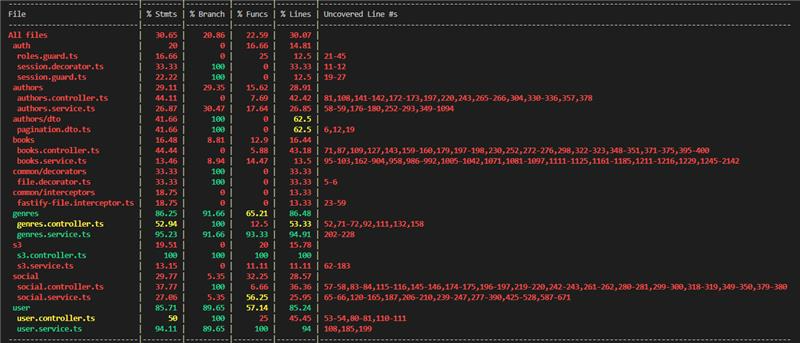 File | % Stmts | % Branch | % Funcs | % Lines | Uncovered Line #s
All files | 30.65 | 20.86 | 22.59 | 30.07 |
auth | 20 | 0 | 16.66 | 14.81 |
roles.guard.ts | 16.66 | 0 | 25 | 12.5 | 21-45
session.decorator.ts | 33.33 | 100 | 0 | 33.33 | 11-12
session.guard.ts | 22.22 | 100 | 0 | 12.5 | 19-27
authors | 29.11 | 29.35 | 15.62 | 28.91 |
authors.controller.ts | 44.11 | 0 | 7.69 | 42.42 | 81,108,141-142,172-173,197,220,243,265-266,304,330-336,357,378
authors.service.ts | 26.87 | 30.47 | 17.64 | 26.85 | 58-59,176-180,252-293,349-1094
authors/dto | 41.66 | 100 | 0 | 62.5 |
pagination.dto.ts | 41.66 | 100 | 0 | 62.5 | 6,12,19
books | 16.48 | 8.81 | 12.9 | 16.44 |
books.controller.ts | 44.44 | 0 | 5.88 | 43.18 | 71,87,109,127,143,159-160,179,197-198,230,252,272-276,298,322-323,348-351,371-375,395-400
books.service.ts | 13.46 | 8.94 | 14.47 | 13.5 | 95-103,162-904,958,986-992,1005-1042,1071,1081-1097,1111-1125,1161-1185,1211-1216,1229,1245-2142
common/decorators | 33.33 | 100 | 0 | 33.33 |
file.decorator.ts | 33.33 | 100 | 0 | 33.33 | 5-6
common/interceptors | 18.75 | 0 | 0 | 13.33 |
fastify-file.interceptor.ts | 18.75 | 0 | 0 | 13.33 | 23-59
genres | 86.25 | 91.66 | 65.21 | 86.48 |
genres.controller.ts | 52.94 | 100 | 12.5 | 53.33 | 52,71-72,92,111,132,158
genres.service.ts | 95.23 | 91.66 | 93.33 | 94.91 | 202-228
s3 | 19.51 | 0 | 20 | 15.78 |
s3.controller.ts | 100 | 100 | 100 | 100 |
s3.service.ts | 13.15 | 0 | 11.11 | 11.11 | 62-183
social | 29.77 | 5.35 | 32.25 | 28.57 |
social.controller.ts | 37.77 | 100 | 6.66 | 36.36 | 57-58,83-84,115-116,145-146,174-175,196-197,219-220,242-243,261-262,280-281,299-300,318-319,349-350,379-380
social.service.ts | 27.06 | 5.35 | 56.25 | 25.95 | 65-66,120-165,187,206-210,239-247,277-390,425-528,587-671
user | 85.71 | 89.65 | 57.14 | 85.24 |
user.controller.ts | 50 | 100 | 25 | 45.45 | 53-54,80-81,110-111
user.service.ts | 94.11 | 89.65 | 100 | 94 | 108,185,199